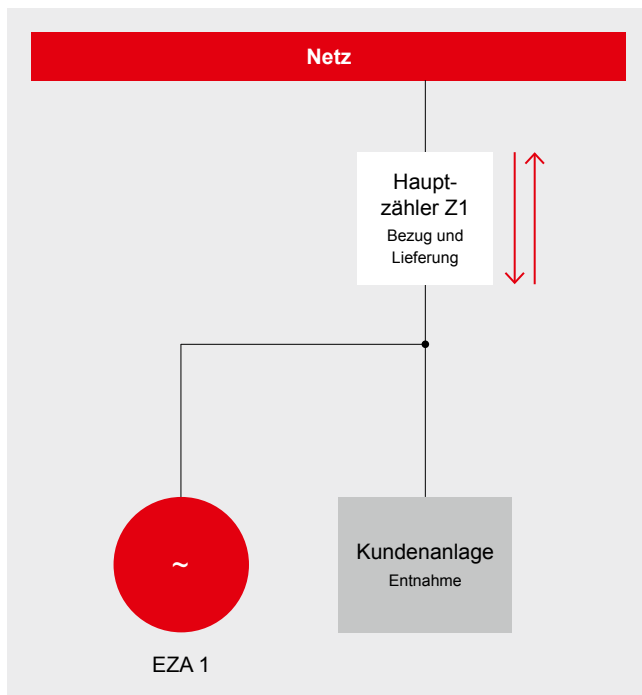 Netz
Haupt-
zähler Z1
Bezug und
Lieferung
~
Kundenanlage
Entnahme
EZA 1